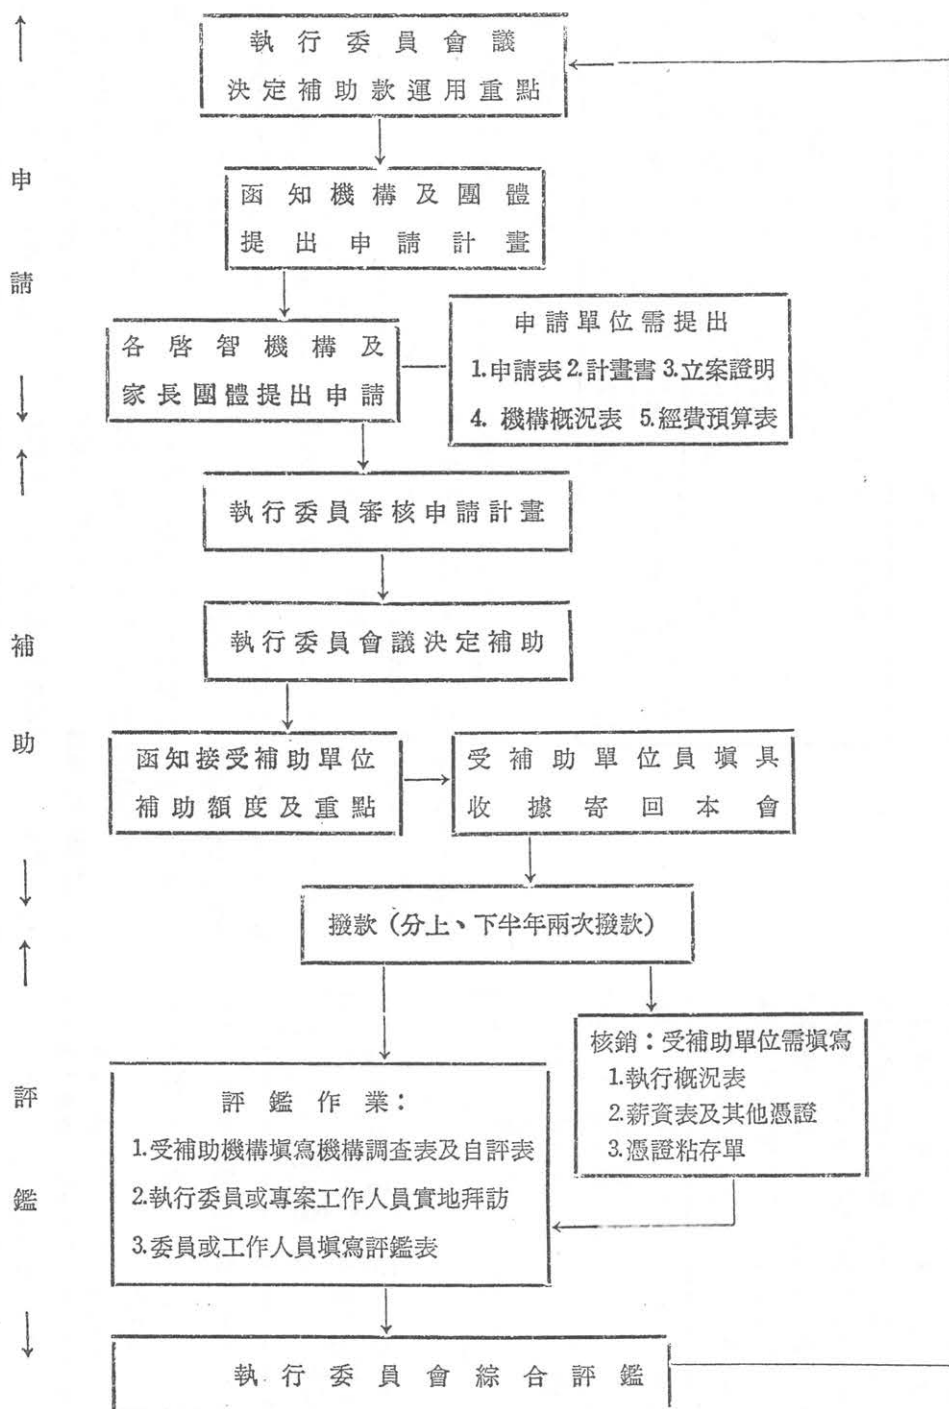 執行委員會議
決定補助款運用重點
函知機構及團體
提出申請計畫
各啓智機構及
家長團體提出申請
申請單位需提出
1.申請表2.計畫書3.立案證明
4.機構概況表 5.經費預算表
執行委員審核申請計畫
執行委員會議決定補助
函知接受補助單位
補助額度及重點
受補助單位員填具
收據寄回本會
撥款(分上、下半年兩次撥款)
核銷:受補助單位需填寫
1.執行概況表
2.薪資表及其他憑證
3.憑證粘存單
評鑑作業:
1.受補助機構填寫機構調查表及自評表
2.執行委員或專案工作人員實地拜訪
3.委員或工作人員填寫評鑑表
執行委員會綜合評鑑
申請
補助
評鑑